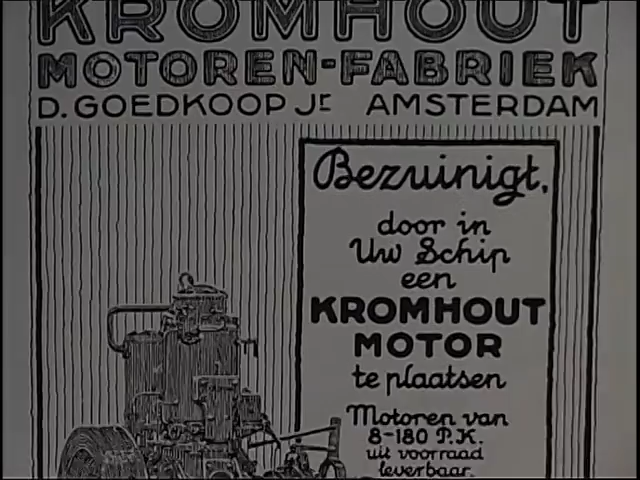 KROMHOUT
MOTOREN-FABRIEK
D. GOEDKOOP Jr AMSTERDAM
Bezuinigt,
door in
Uw Schip
een
KROMHOUT
MOTOR
te plaatsen
Motoren van
8-180 P.K.
uit voorraad
leverbaar.